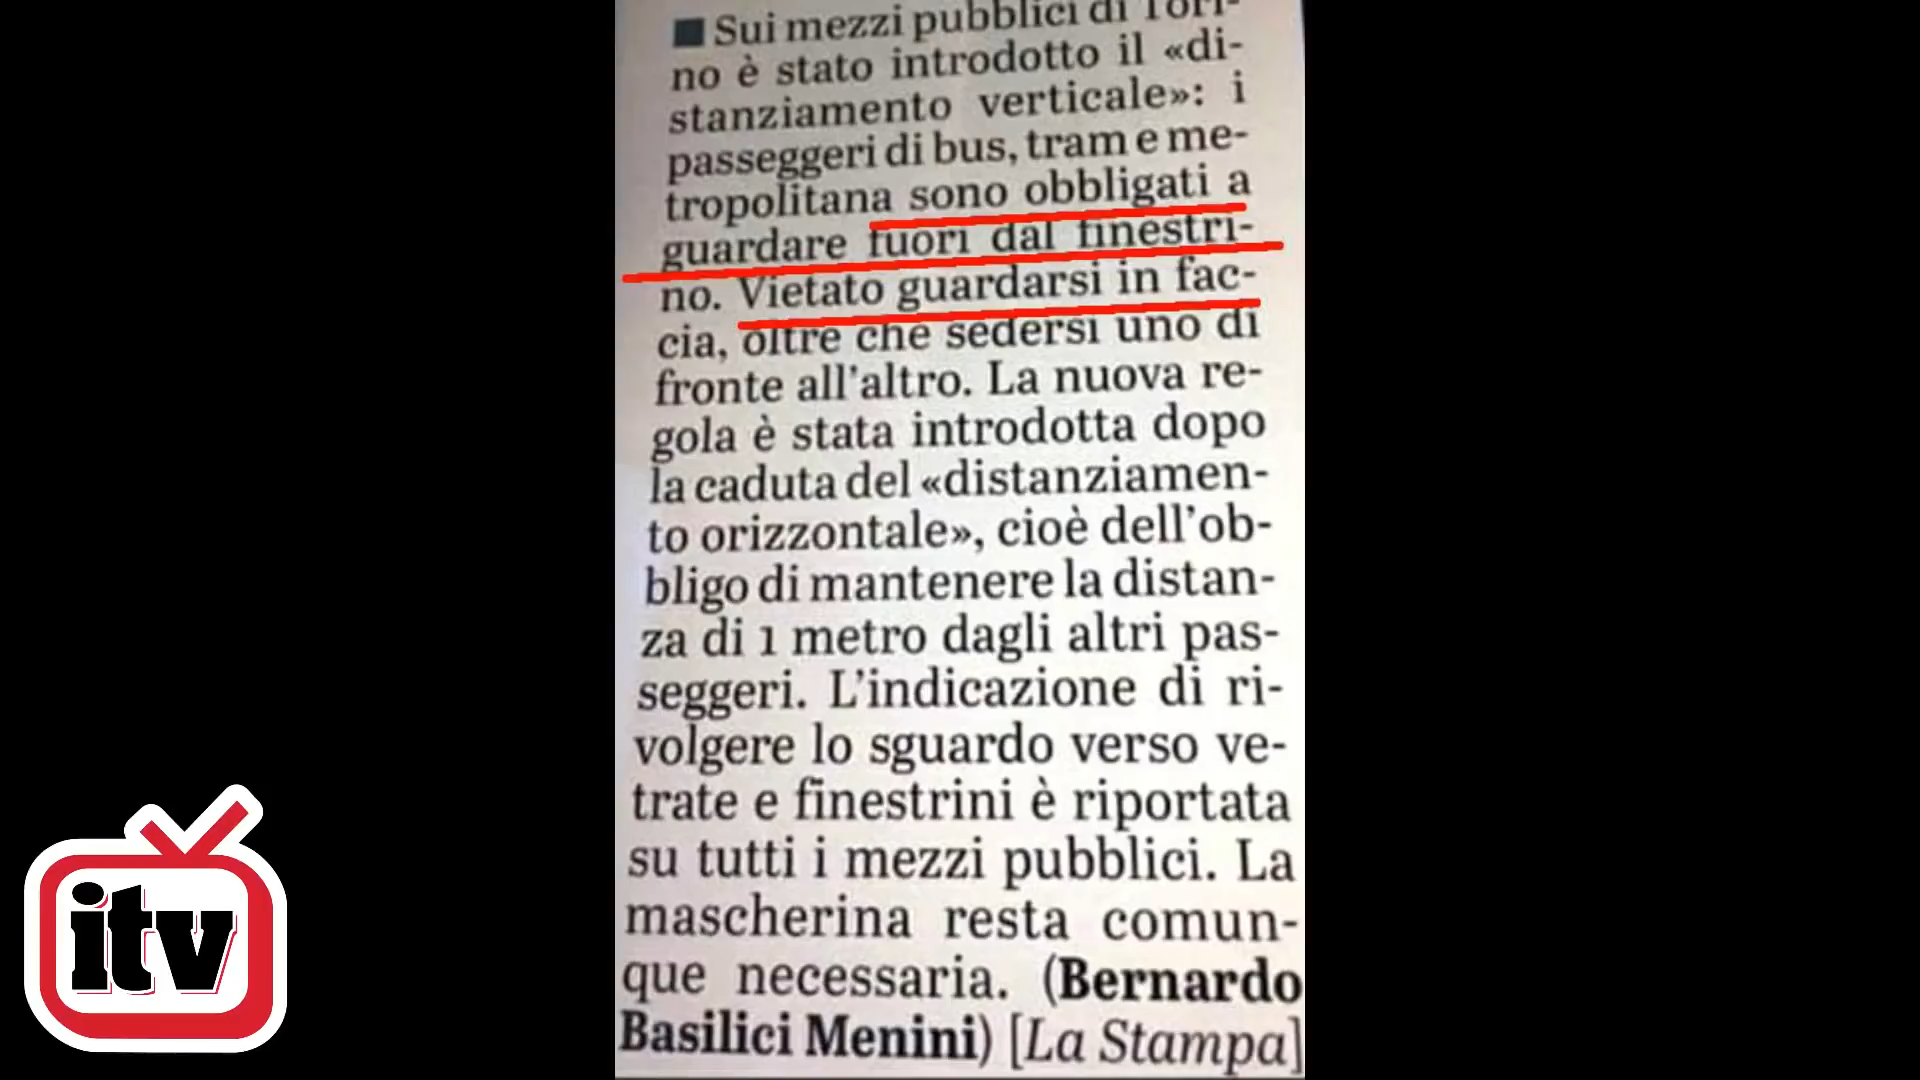 Sui mezzi pubblici di Tori-
no è stato introdotto il «di-
stanziamento verticale»: i
passeggeri di bus, tram e me-
tropolitana sono obbligati a
guardare fuori dal finestri-
no. Vietato guardarsi in fac-
cia, oltre che sedersi uno di
fronte all'altro. La nuova re-
gola è stata introdotta dopo
la caduta del «distanziamen-
to orizzontale», cioè dell'ob-
bligo di mantenere la distan-
za di 1 metro dagli altri pas-
seggeri. L'indicazione di ri-
volgere lo sguardo verso ve-
trate e finestrini è riportata
su tutti i mezzi pubblici. La
mascherina resta comun-
que necessaria. (Bernardo
Basilici Menini) [La Stampa]
itv